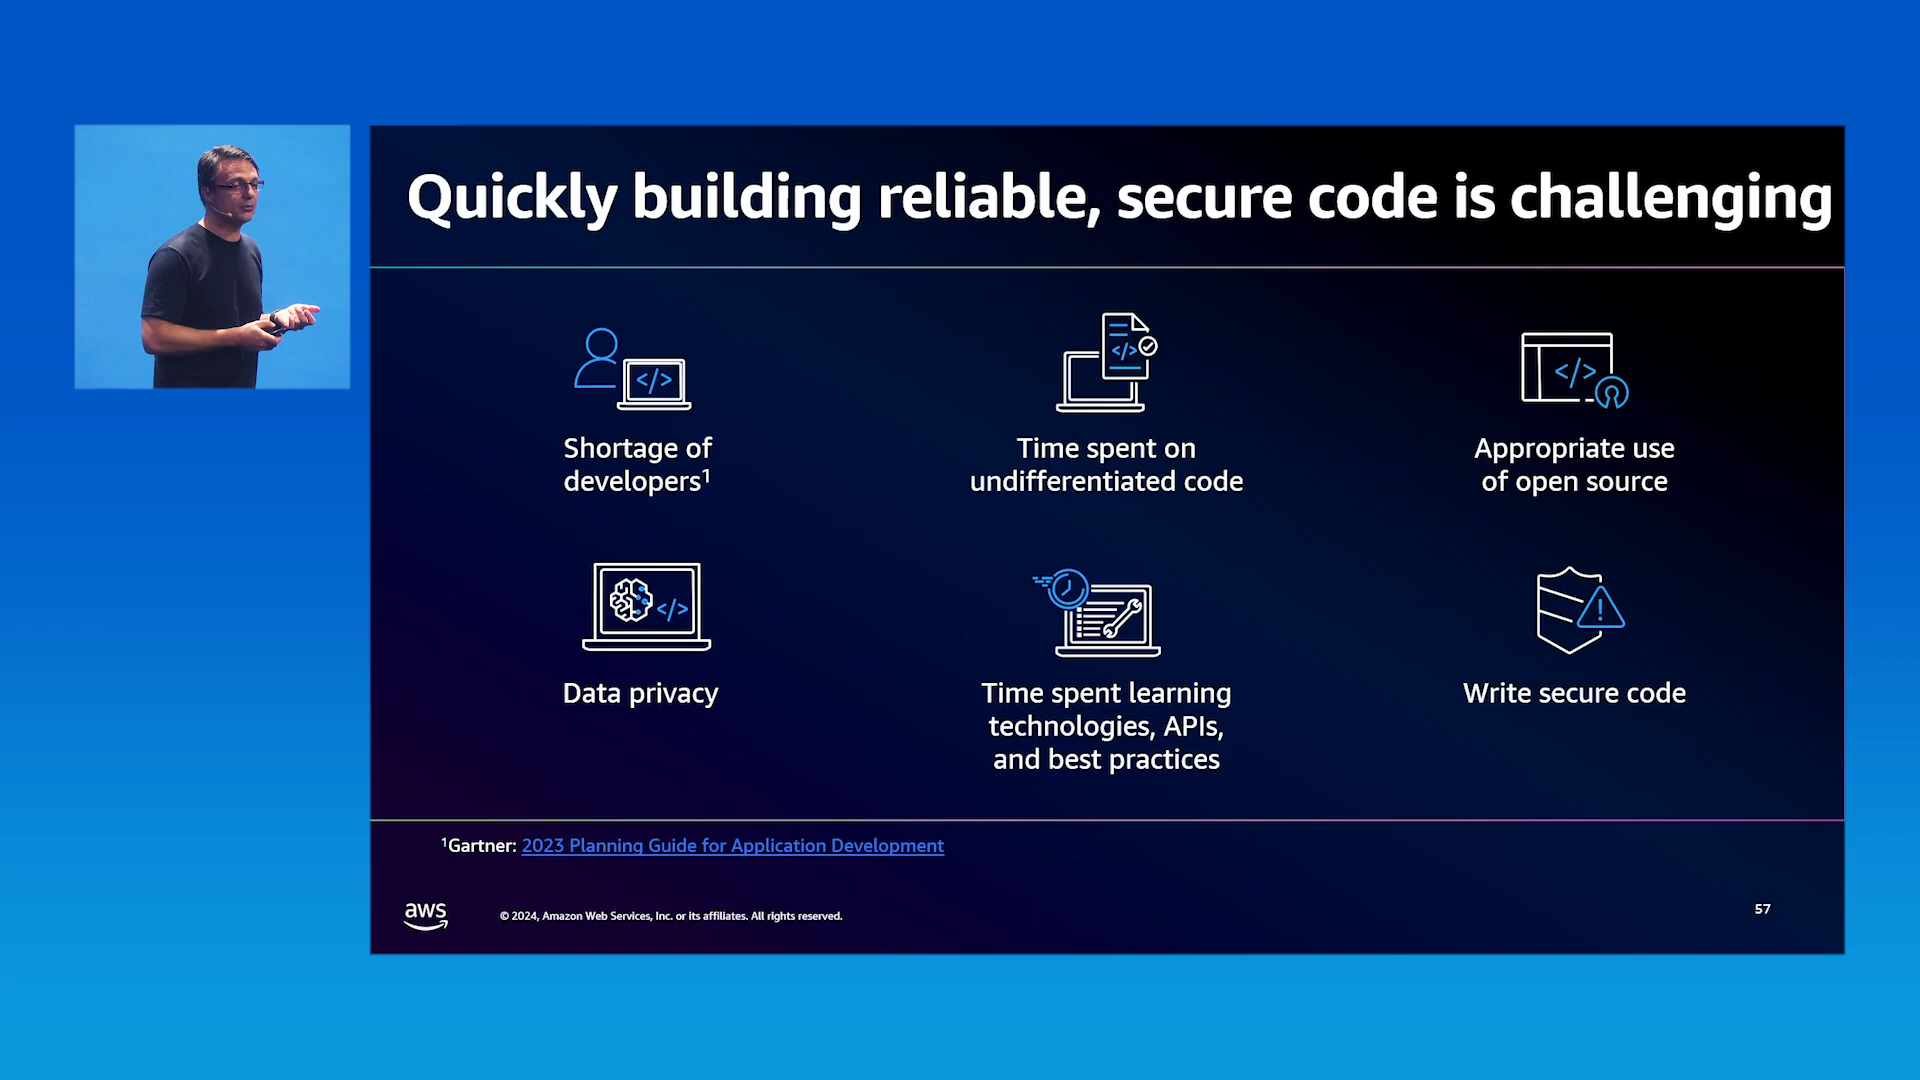 Quickly building reliable, secure code is challenging
</>
Shortage of
developers¹
</>
Time spent on
undifferentiated code
</>
Appropriate use
of open source
</>
Data privacy
Time spent learning
technologies, APIs,
and best practices
!
Write secure code
¹Gartner: 2023 Planning Guide for Application Development
aws
© 2024, Amazon Web Services, Inc. or its affiliates. All rights reserved.
57